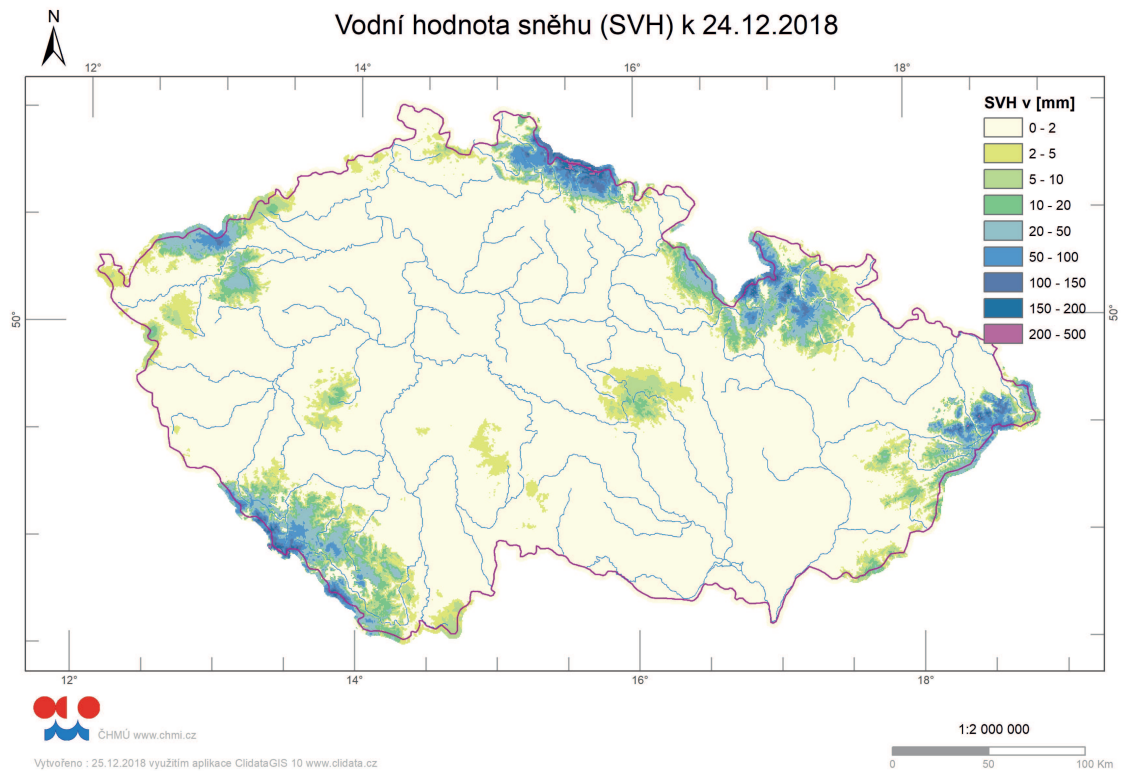 Vodní hodnota sněhu (SVH) k 24.12.2018
N
12°
14°
16°
18°
SVH v [mm]
0 - 2
2 - 5
5 - 10
10 - 20
20 - 50
50 - 100
100 - 150
150 - 200
200 - 500
50°
50°
12°
14°
16°
18°
ČHMÚ www.chmi.cz
1:2 000 000
Vytvořeno : 25.12.2018 využitím aplikace ClidataGIS 10 www.clidata.cz
0 50 100 Km